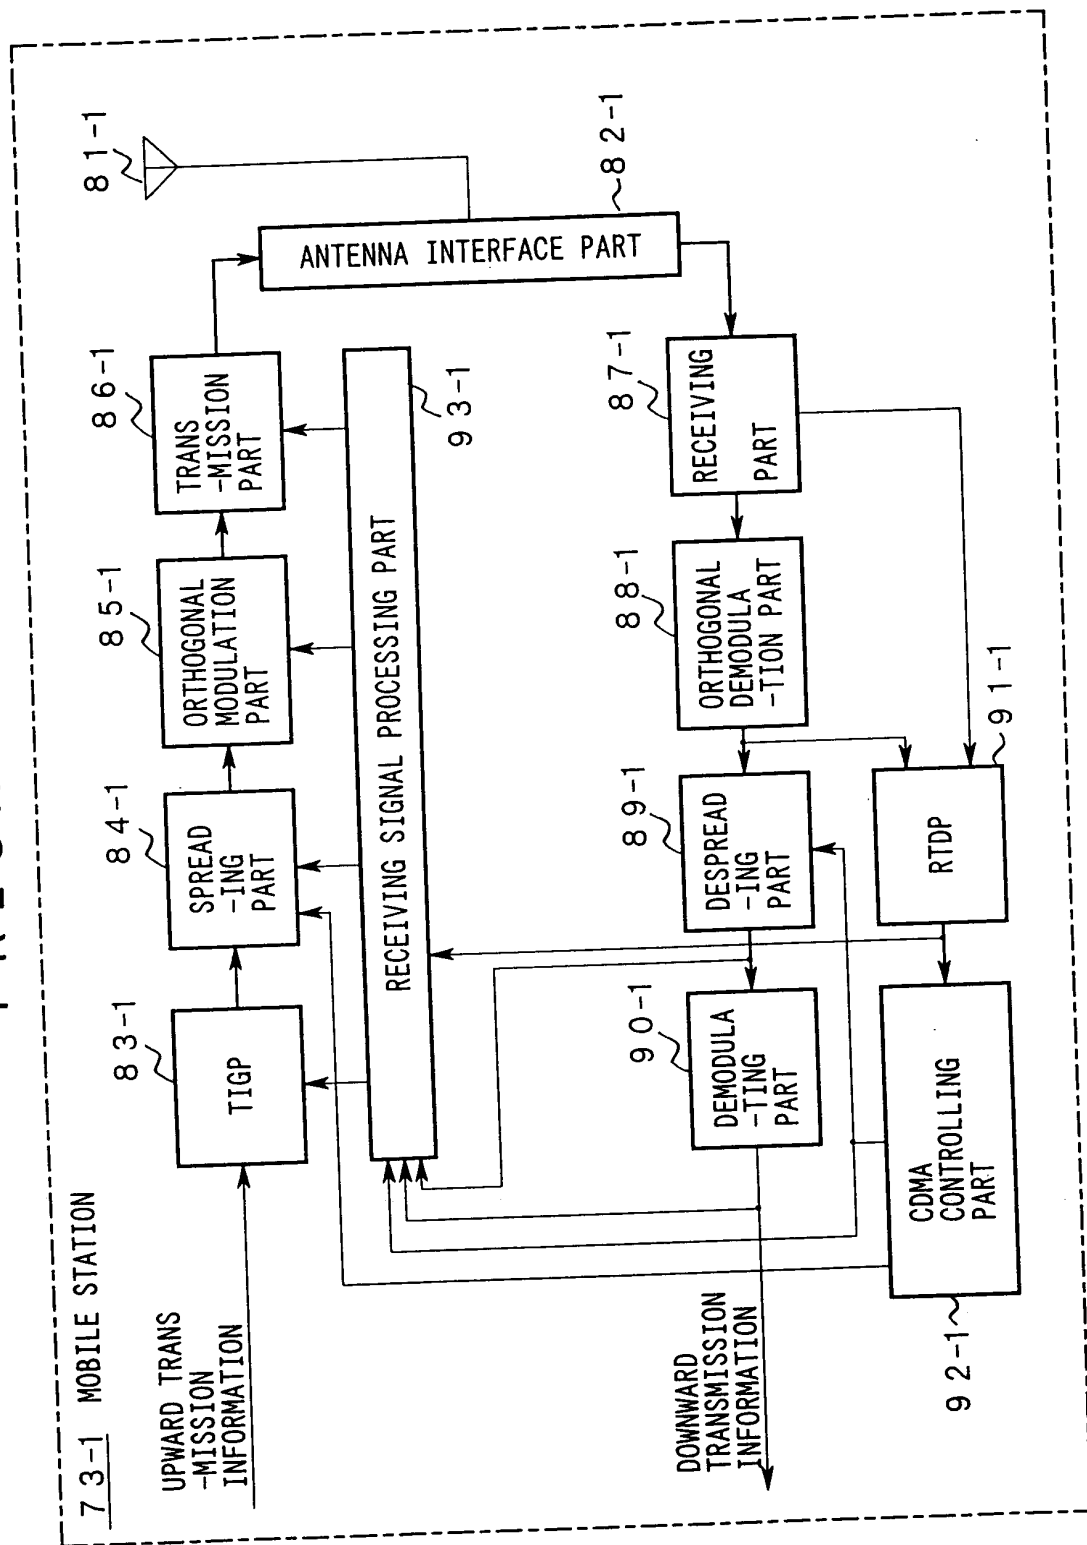 73-1 MOBILE STATION
UPWARD TRANS
-MISSION
INFORMATION
83-1
TIGP
84-1
SPREAD
-ING
PART
85-1
ORTHOGONAL
MODULATION
PART
86-1
TRANS
-MISSION
PART
81-1
ANTENNA INTERFACE PART
82-1
RECEIVING SIGNAL PROCESSING PART
93-1
87-1
RECEIVING
PART
88-1
ORTHOGONAL
DEMODULA
-TION PART
89-1
DESPREAD
-ING
PART
90-1
DEMODULA
-TING
PART
DOWNWARD
TRANSMISSION
INFORMATION
91-1
RTDP
CDMA
CONTROLLING
PART
92-1